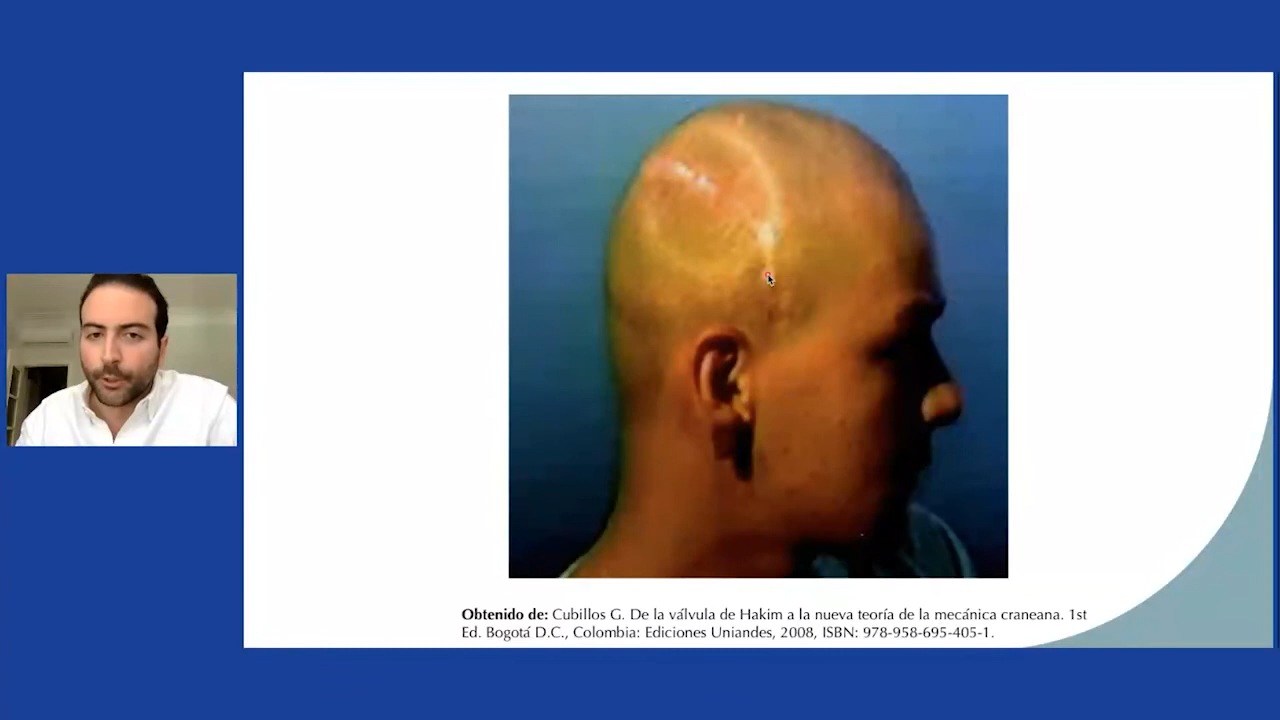 Obtenido de: Cubillos G. De la válvula de Hakim a la nueva teoría de la mecánica craneana. 1st
Ed. Bogotá D.C., Colombia: Ediciones Uniandes, 2008, ISBN: 978-958-695-405-1.